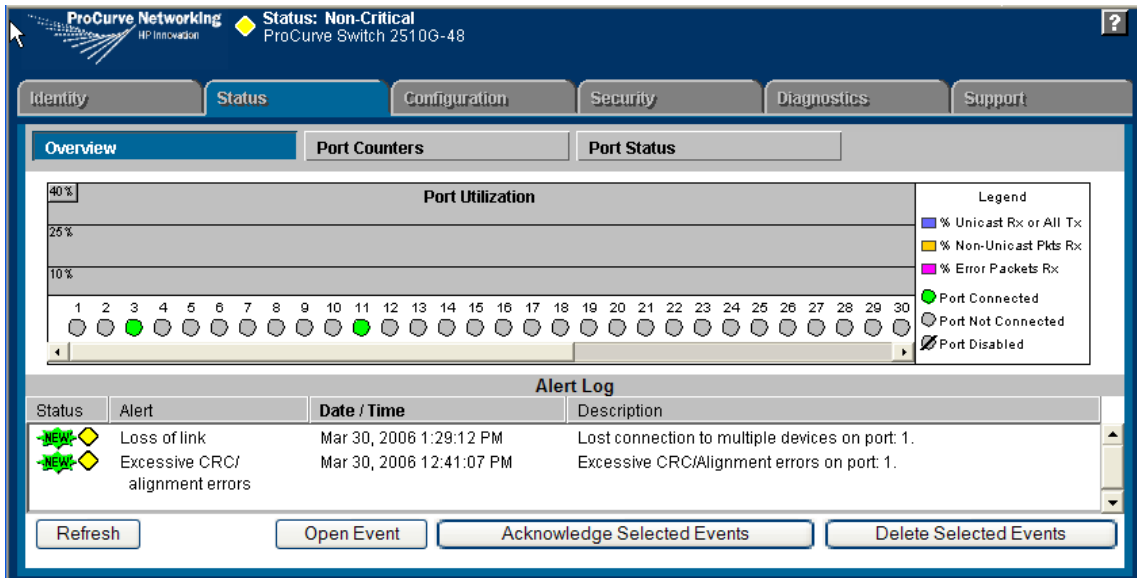 ProCurve Networking
HP Innovation
Status: Non-Critical
ProCurve Switch 2510G-48
?
Identity
Status
Configuration
Security
Diagnostics
Support
Overview
Port Counters
Port Status
40%
Port Utilization
25%
10%
1 2 3 4 5 6 7 8 9 10 11 12 13 14 15 16 17 18 19 20 21 22 23 24 25 26 27 28 29 30
Legend
% Unicast Rx or All Tx
% Non-Unicast Pkts Rx
% Error Packets Rx
Port Connected
Port Not Connected
Port Disabled
Alert Log
Status Alert Date / Time Description
NEW Loss of link Mar 30, 2006 1:29:12 PM Lost connection to multiple devices on port: 1.
NEW Excessive CRC/ Mar 30, 2006 12:41:07 PM Excessive CRC/Alignment errors on port: 1.
alignment errors
Refresh
Open Event
Acknowledge Selected Events
Delete Selected Events